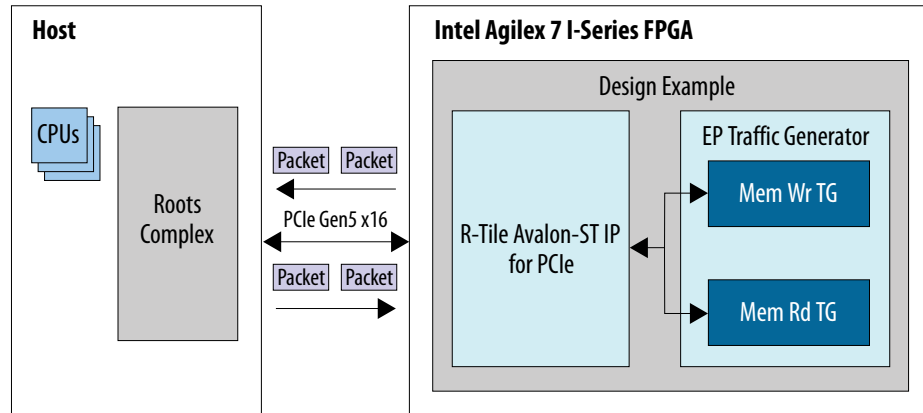 Host
CPUs
Roots
Complex
Packet Packet
PCIe Gen5 x16
Packet Packet
Intel Agilex 7 I-Series FPGA
Design Example
R-Tile Avalon-ST IP
for PCIe
EP Traffic Generator
Mem Wr TG
Mem Rd TG